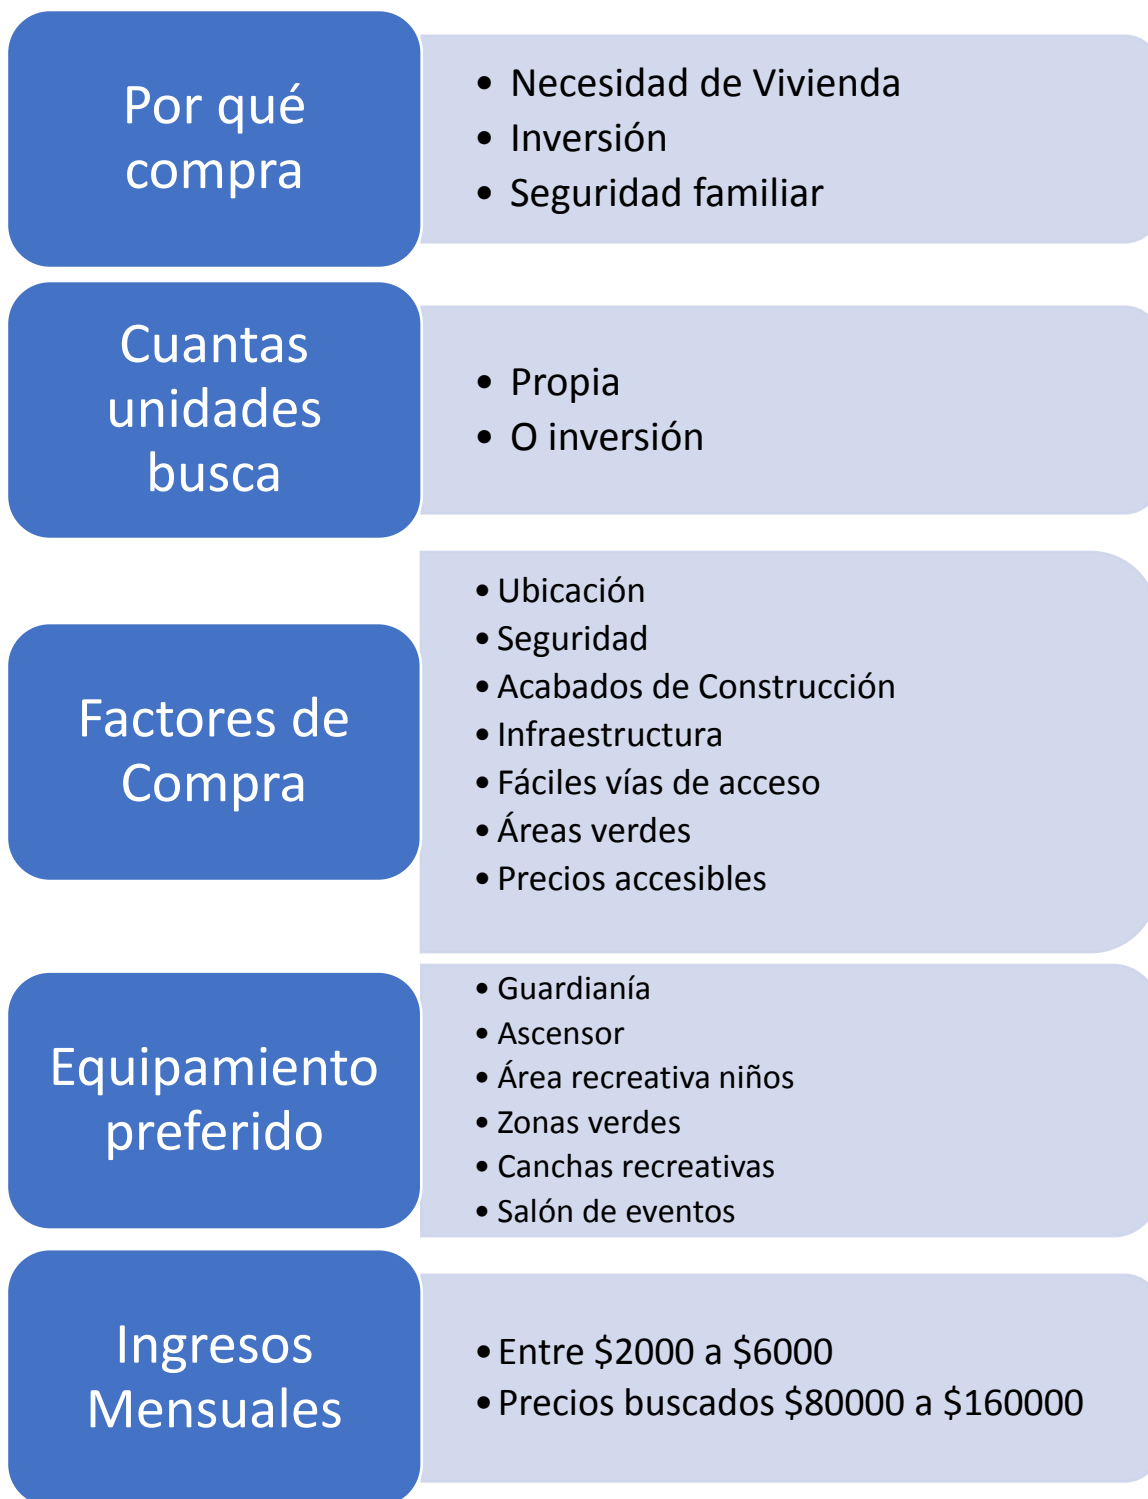 Por qué
compra
• Necesidad de Vivienda
• Inversión
• Seguridad familiar
Cuantas
unidades
busca
• Propia
• O inversión
Factores de
Compra
• Ubicación
• Seguridad
• Acabados de Construcción
• Infraestructura
• Fáciles vías de acceso
• Áreas verdes
• Precios accesibles
Equipamiento
preferido
• Guardianía
• Ascensor
• Área recreativa niños
• Zonas verdes
• Canchas recreativas
• Salón de eventos
Ingresos
Mensuales
• Entre $2000 a $6000
• Precios buscados $80000 a $160000